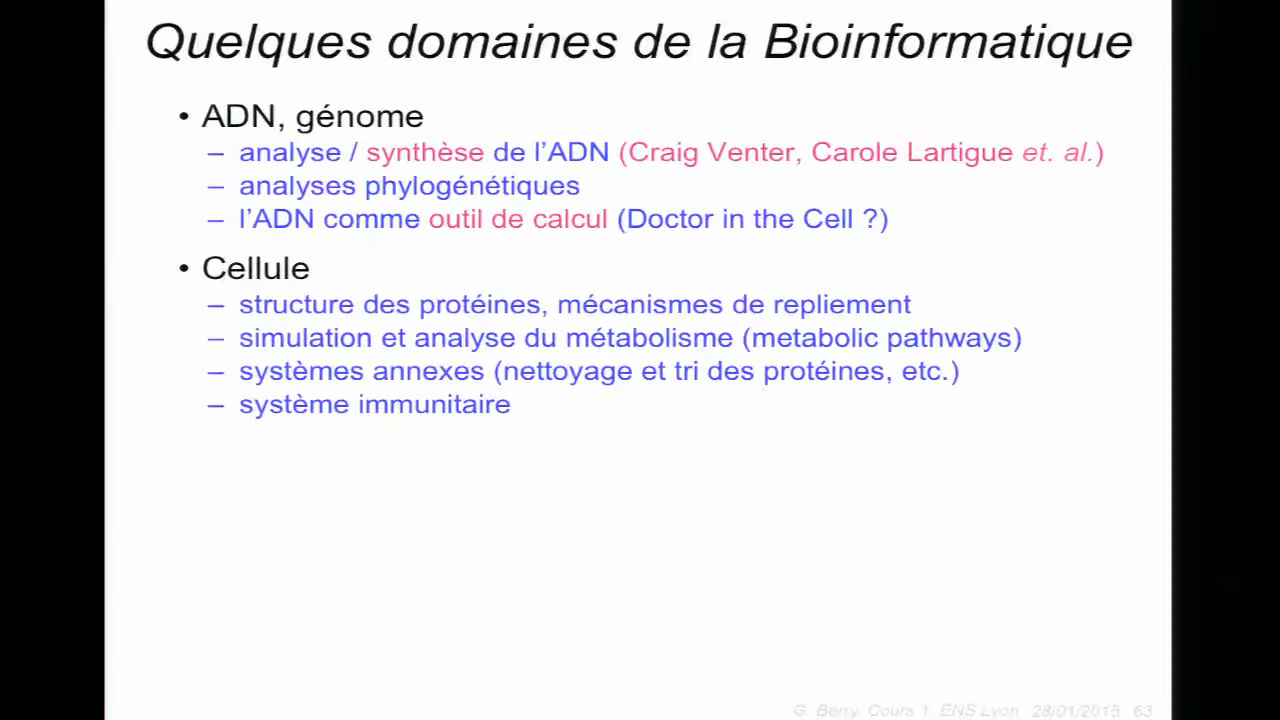 Quelques domaines de la Bioinformatique
• ADN, génome
– analyse / synthèse de l’ADN (Craig Venter, Carole Lartigue et. al.)
– analyses phylogénétiques
– l’ADN comme outil de calcul (Doctor in the Cell ?)
• Cellule
– structure des protéines, mécanismes de repliement
– simulation et analyse du métabolisme (metabolic pathways)
– systèmes annexes (nettoyage et tri des protéines, etc.)
– système immunitaire
G. Berry, Cours 1, ENS Lyon 28/01/2015 63